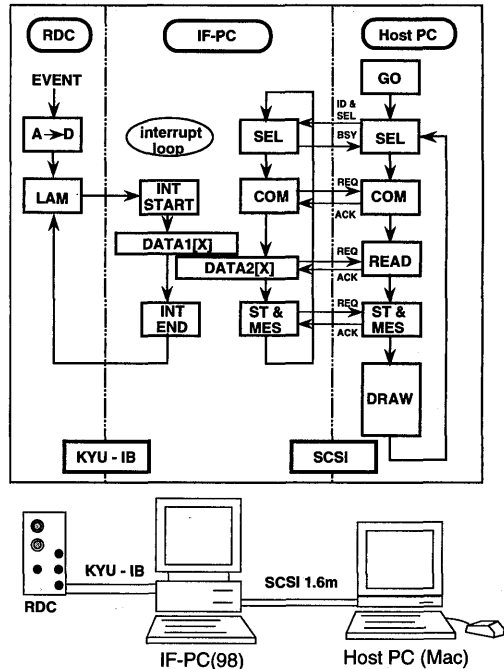 RDC
IF-PC
Host PC
EVENT
A→D
LAM
interrupt
loop
INT
START
DATA1[X]
INT
END
SEL
COM
DATA2[X]
ST &
MES
ID &
SEL
BSY
REQ
ACK
REQ
ACK
REQ
ACK
GO
SEL
COM
READ
ST &
MES
DRAW
KYU - IB
SCSI
KYU - IB
SCSI 1.6m
RDC
IF-PC(98)
Host PC (Mac)